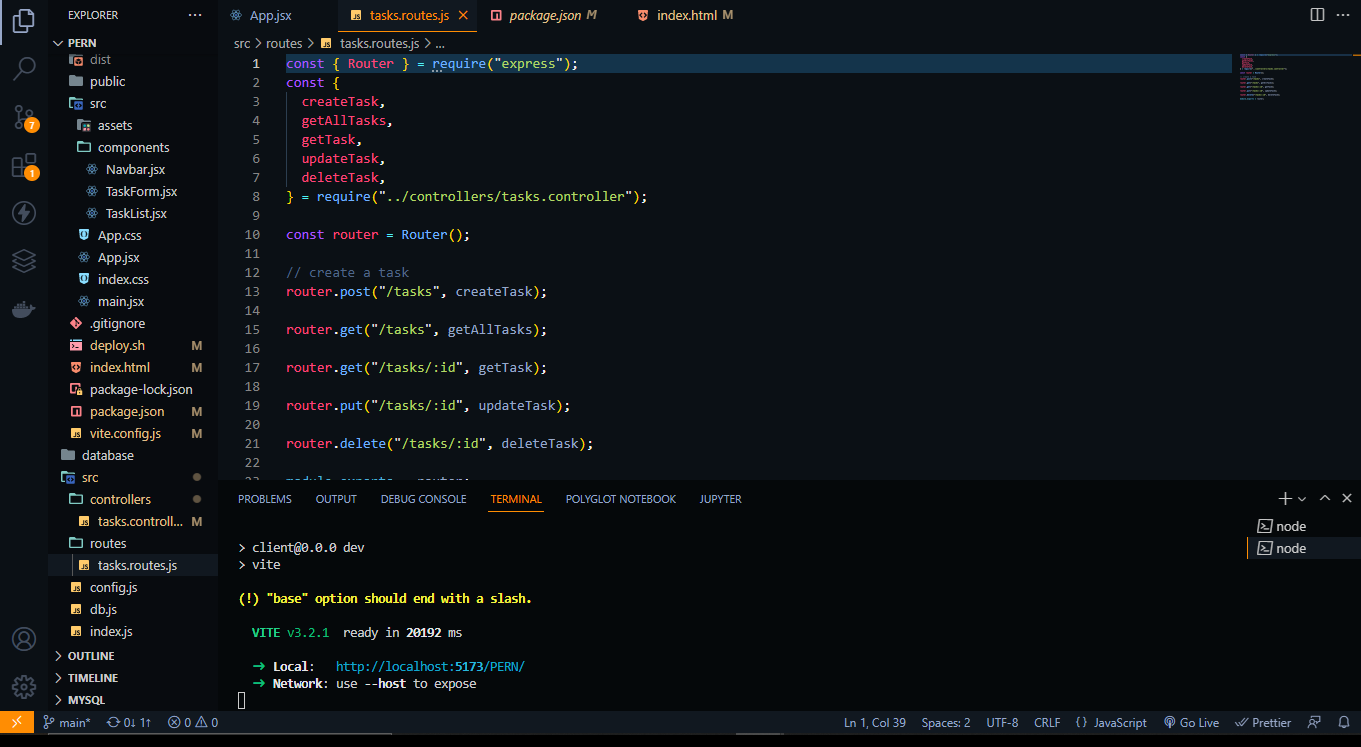 EXPLORER
App.jsx
tasks.routes.js
package.json M
index.html M
PERN
dist
public
src
assets
components
Navbar.jsx
TaskForm.jsx
TaskList.jsx
App.css
App.jsx
index.css
main.jsx
.gitignore
deploy.sh M
index.html M
package-lock.json
package.json M
vite.config.js M
database
src
controllers
tasks.controll... M
routes
tasks.routes.js
config.js
db.js
index.js
OUTLINE
TIMELINE
MYSQL
7
1
src > routes > JS tasks.routes.js > ...
1 const { Router } = require("express");
2 const {
3 createTask,
4 getAllTasks,
5 getTask,
6 updateTask,
7 deleteTask,
8 } = require("../controllers/tasks.controller");
9
10 const router = Router();
11
12 // create a task
13 router.post("/tasks", createTask);
14
15 router.get("/tasks", getAllTasks);
16
17 router.get("/tasks/:id", getTask);
18
19 router.put("/tasks/:id", updateTask);
20
21 router.delete("/tasks/:id", deleteTask);
22
23 module.exports = router;
PROBLEMS OUTPUT DEBUG CONSOLE TERMINAL POLYGLOT NOTEBOOK JUPYTER
node
node
> client@0.0.0 dev
> vite
(!) "base" option should end with a slash.
VITE v3.2.1 ready in 20192 ms
➜ Local: http://localhost:5173/PERN/
➜ Network: use --host to expose
main* 0↓ 1↑ 0 0 Ln 1, Col 39 Spaces: 2 UTF-8 CRLF {} JavaScript Go Live Prettier